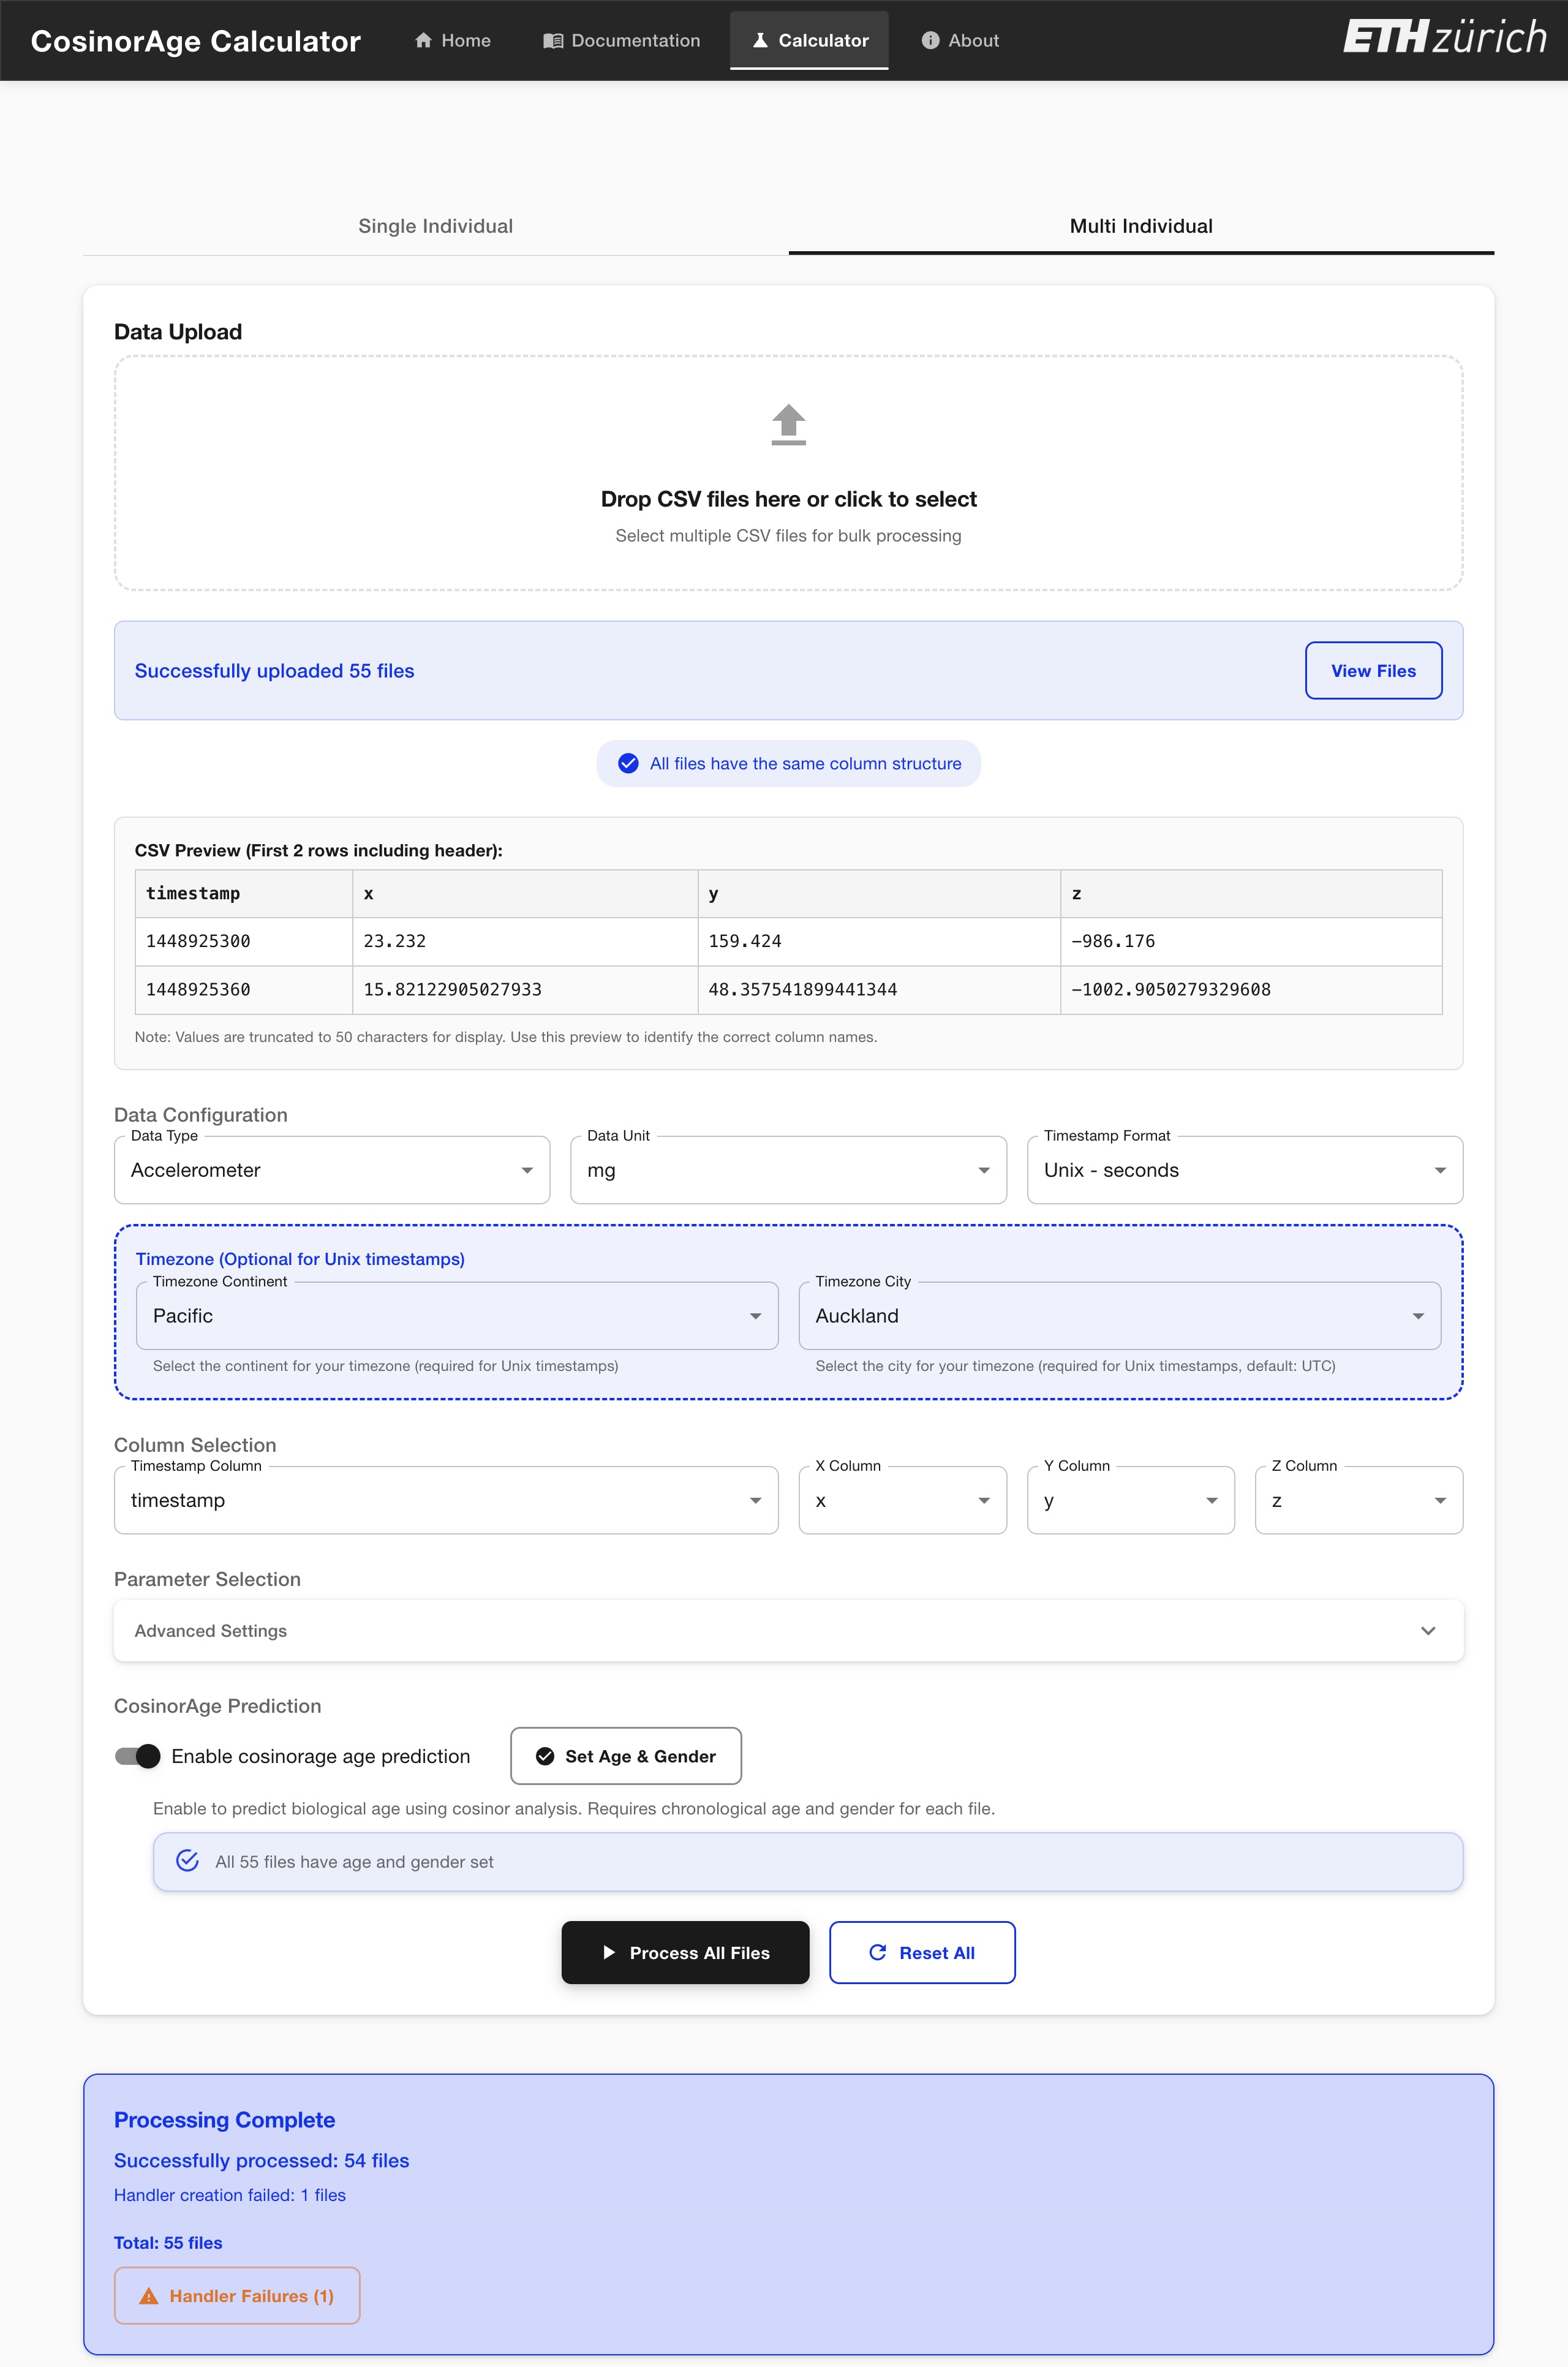 CosinorAge Calculator
Home
Documentation
Calculator
About
ETH zürich
Single Individual
Multi Individual
Data Upload
Drop CSV files here or click to select
Select multiple CSV files for bulk processing
Successfully uploaded 55 files
View Files
All files have the same column structure
CSV Preview (First 2 rows including header):
timestamp x y z
1448925300 23.232 159.424 −986.176
1448925360 15.82122905027933 48.357541899441344 −1002.9050279329608
Note: Values are truncated to 50 characters for display. Use this preview to identify the correct column names.
Data Configuration
Data Type
Accelerometer
Data Unit
mg
Timestamp Format
Unix - seconds
Timezone (Optional for Unix timestamps)
Timezone Continent
Pacific
Select the continent for your timezone (required for Unix timestamps)
Timezone City
Auckland
Select the city for your timezone (required for Unix timestamps, default: UTC)
Column Selection
Timestamp Column
timestamp
X Column
x
Y Column
y
Z Column
z
Parameter Selection
Advanced Settings
CosinorAge Prediction
Enable cosinorage age prediction
Set Age & Gender
Enable to predict biological age using cosinor analysis. Requires chronological age and gender for each file.
All 55 files have age and gender set
Process All Files
Reset All
Processing Complete
Successfully processed: 54 files
Handler creation failed: 1 files
Total: 55 files
Handler Failures (1)